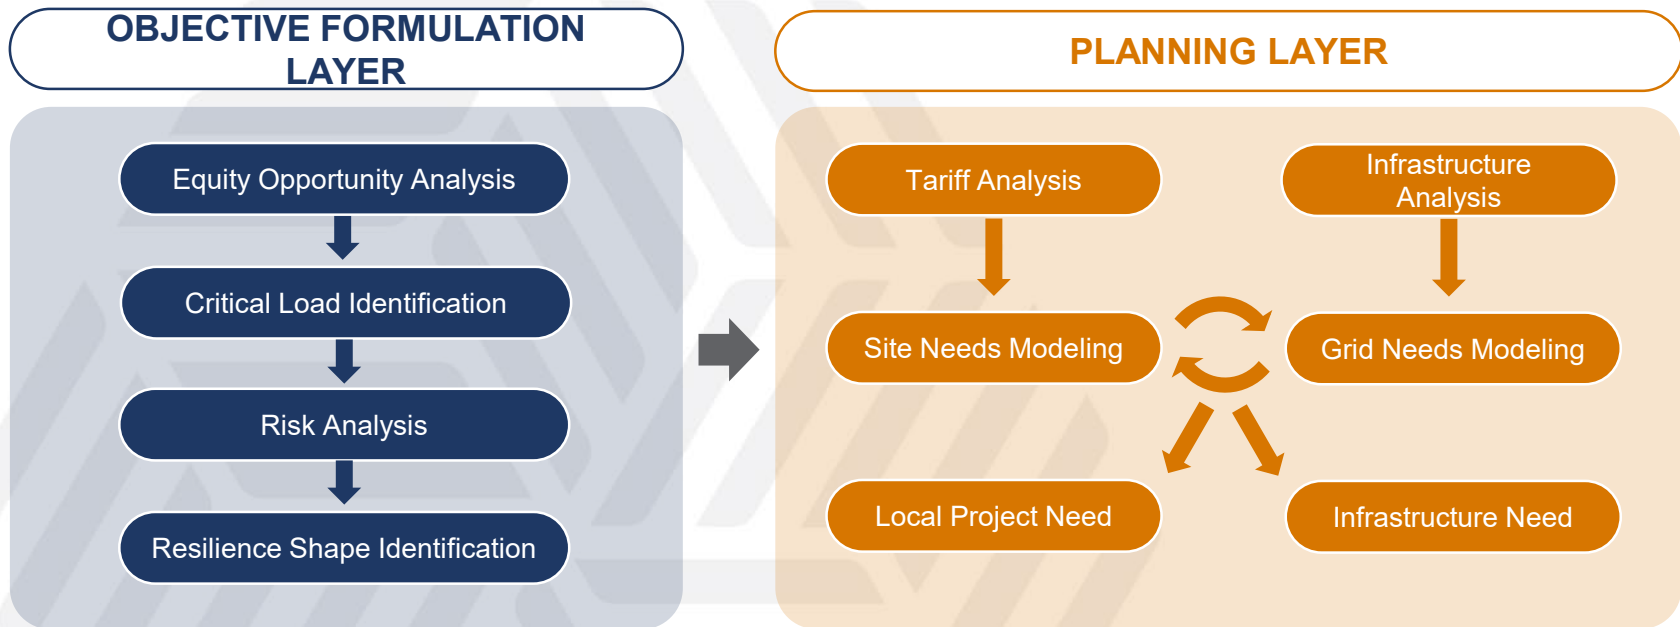 OBJECTIVE FORMULATION
LAYER
Equity Opportunity Analysis
Critical Load Identification
Risk Analysis
Resilience Shape Identification
PLANNING LAYER
Tariff Analysis
Infrastructure
Analysis
Site Needs Modeling
Grid Needs Modeling
Local Project Need
Infrastructure Need